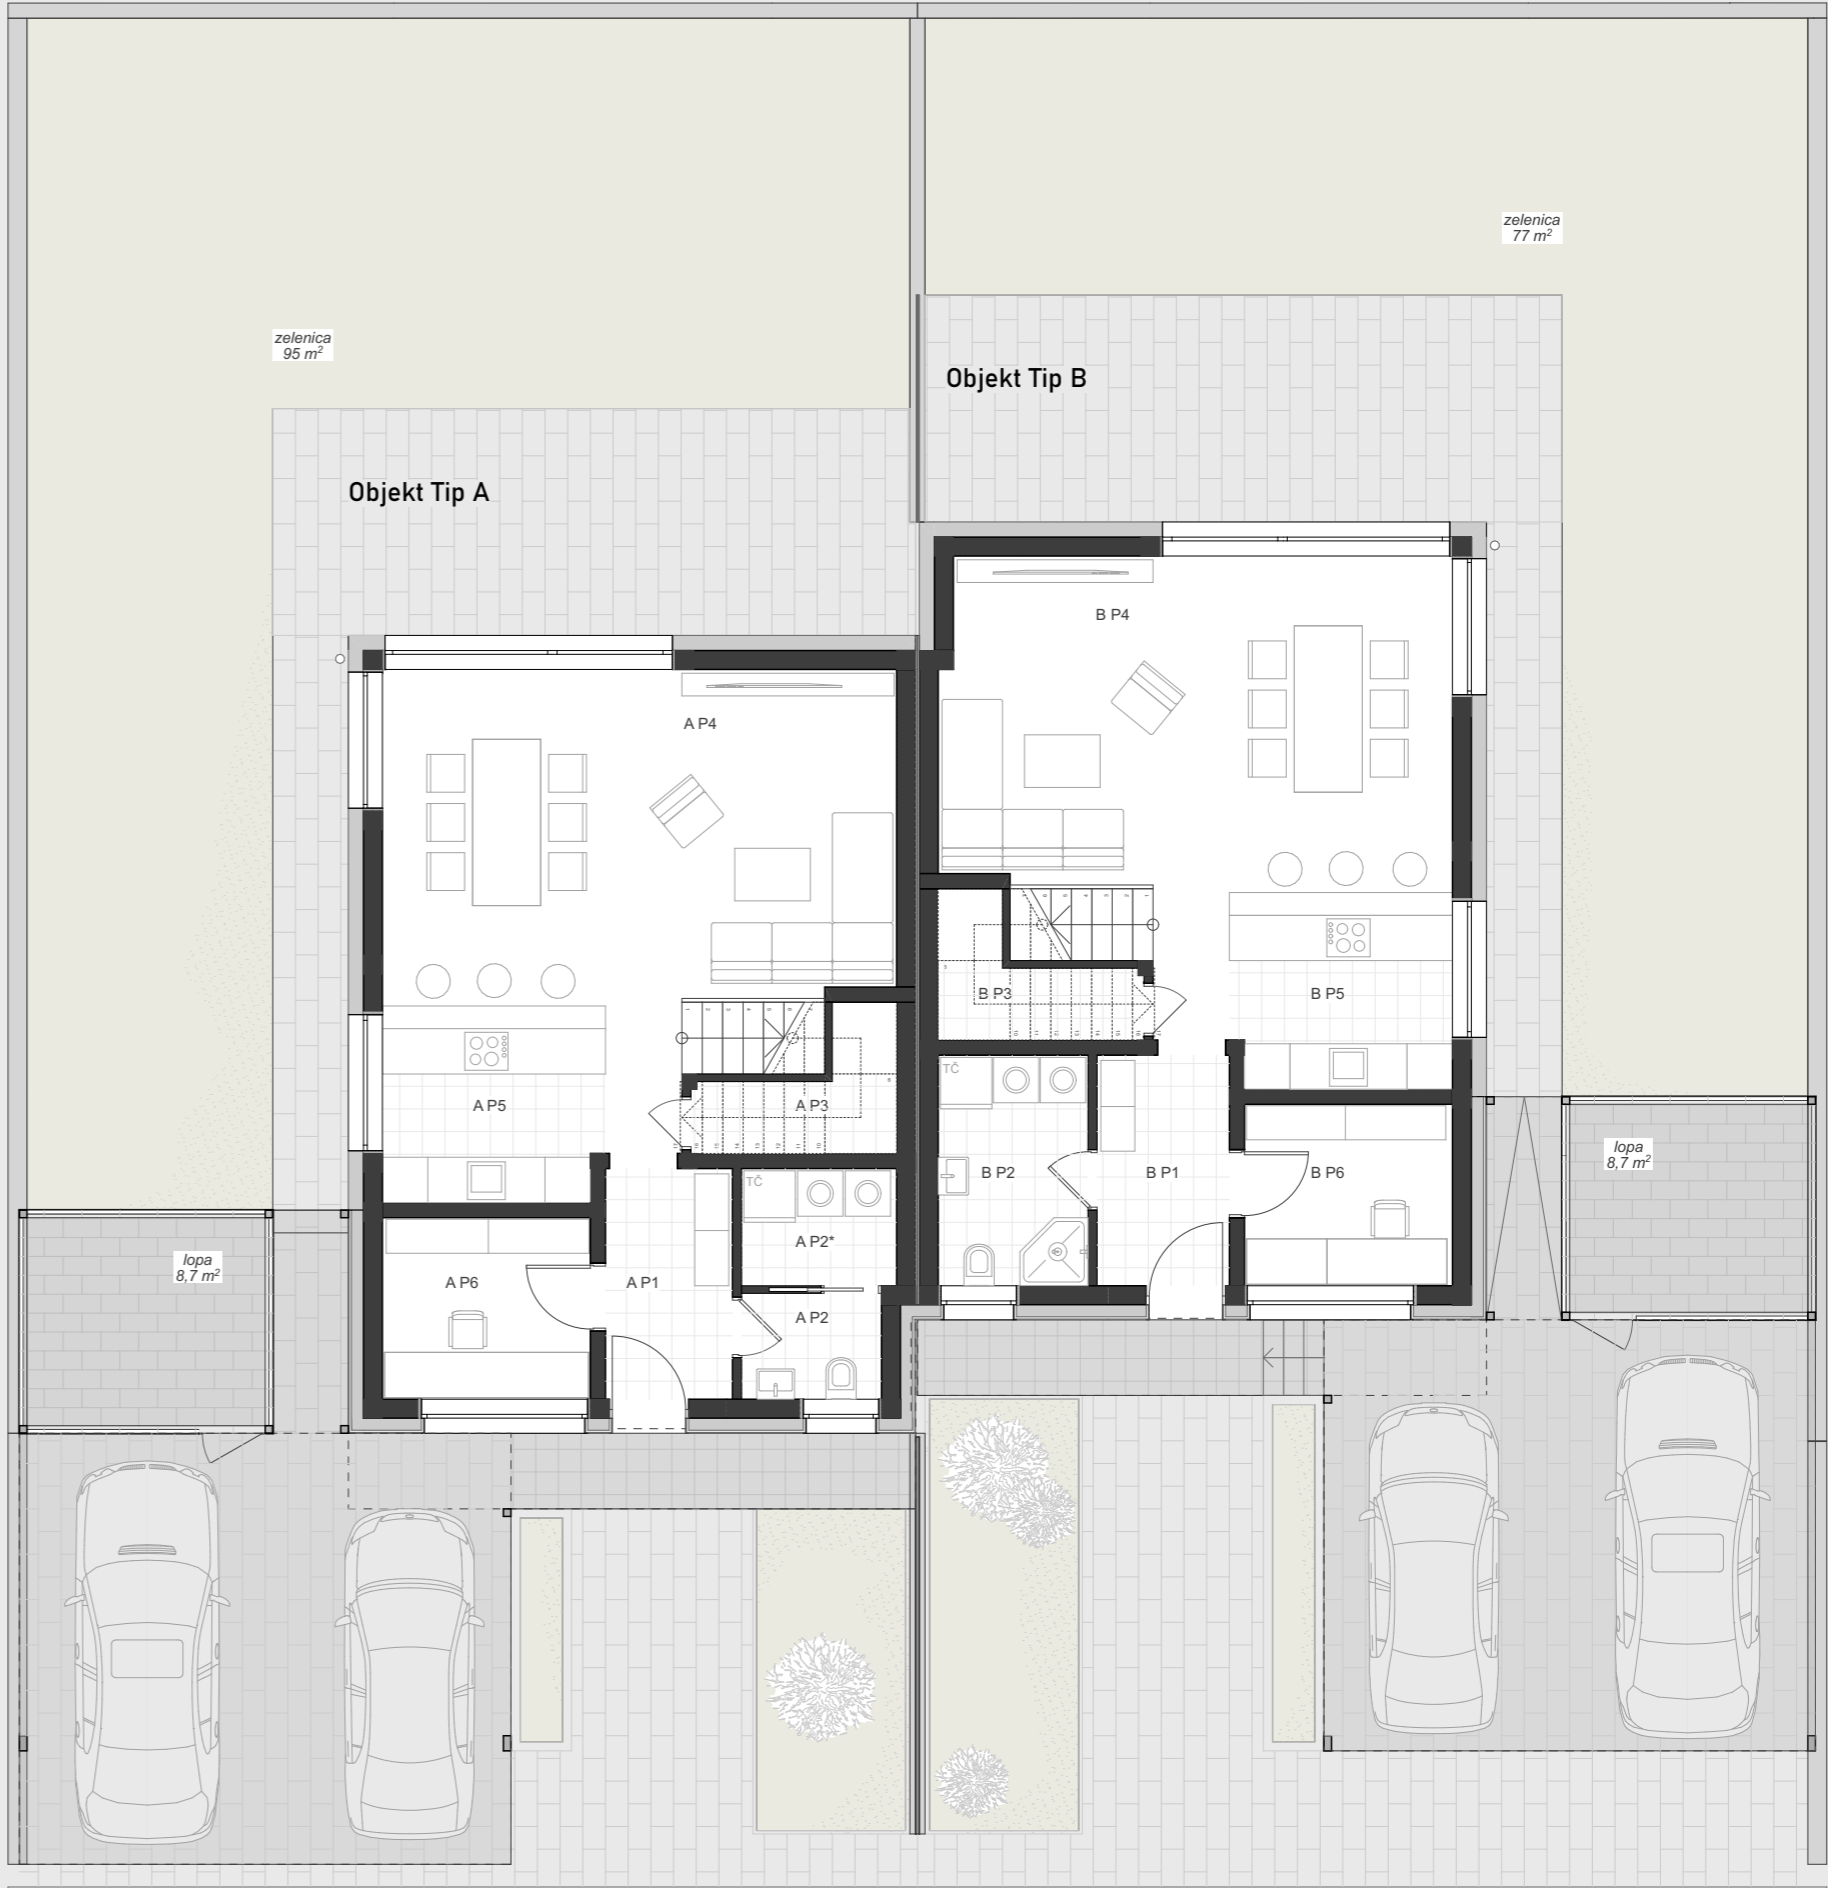 zelenica
77 m²
zelenica
95 m²
Objekt Tip B
Objekt Tip A
B P4
A P4
B P3
B P5
TČ
A P5
A P3
B P2
B P1
B P6
lopa
8,7 m²
TČ
A P2*
lopa
8,7 m²
A P6
A P1
A P2